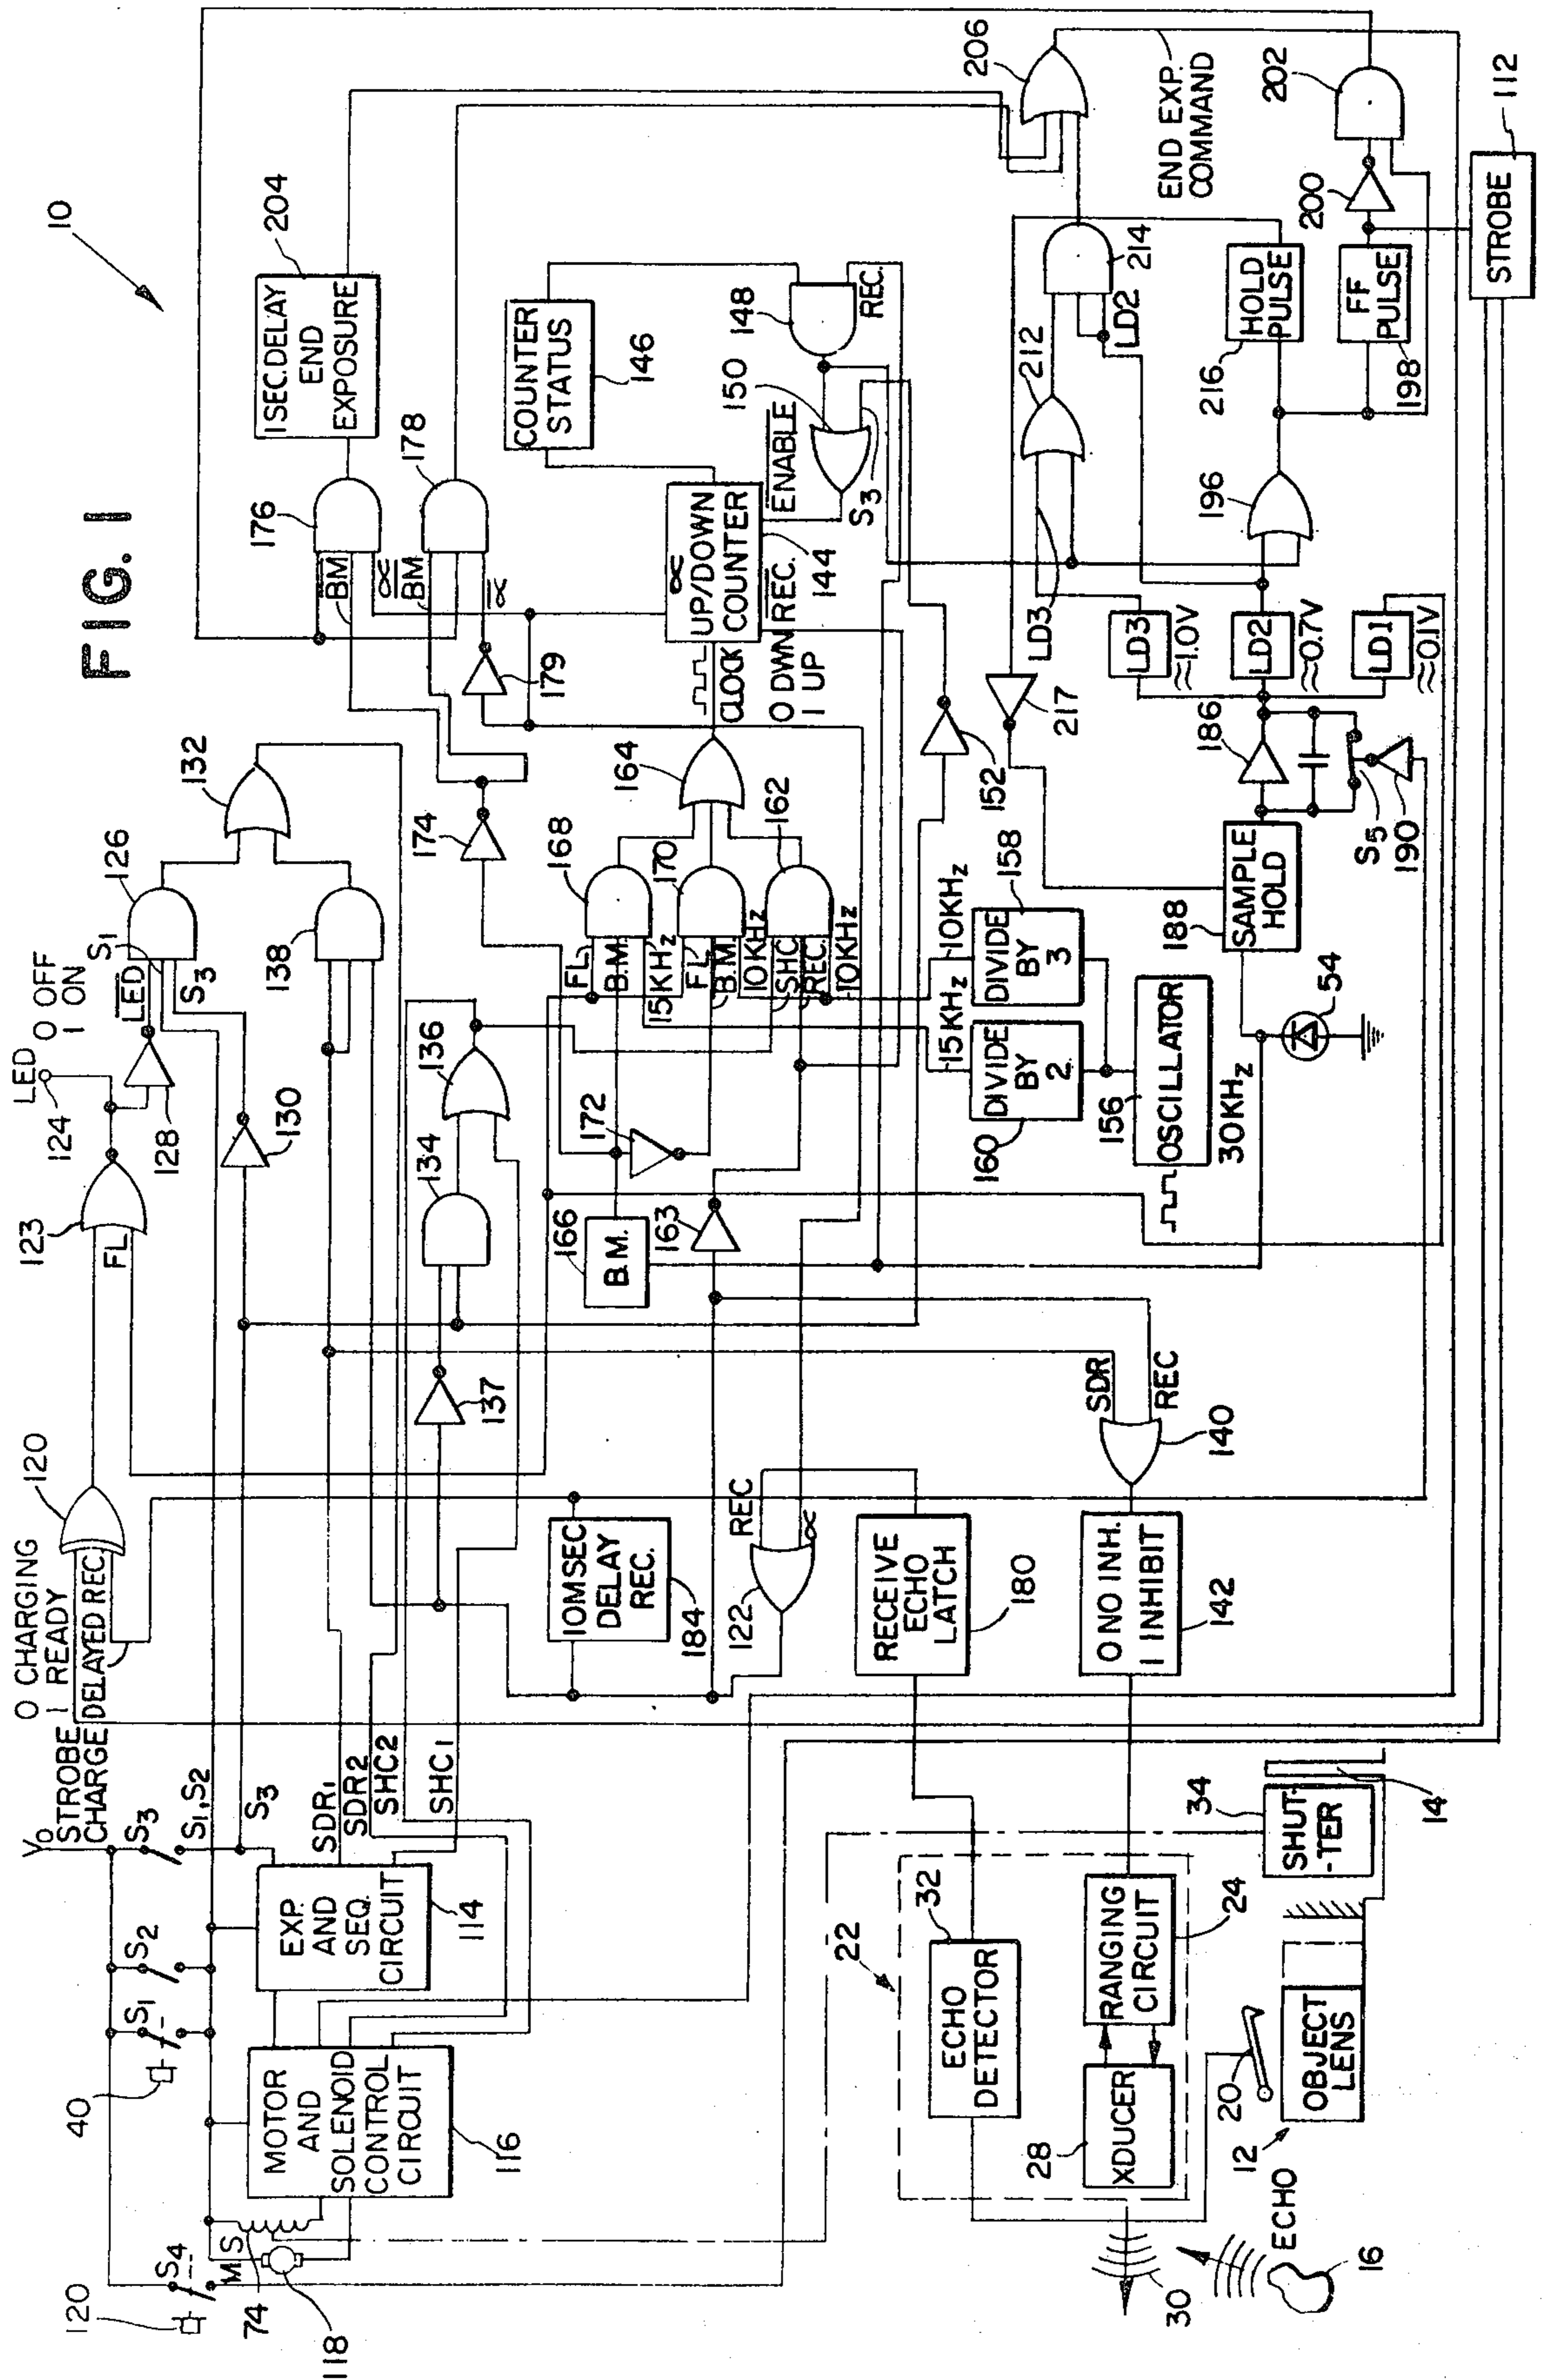 FIG. 1
10
0 CHARGING
1 READY
STROBE
CHARGE
DELAYED REC.
120
123
FL
LED
0 OFF
1 ON
124
128
L̅E̅D̅
S1
S3
126
130
132
138
V0
S4
120
40
S1
S2
S3
S1,S2
S3
M
S
74
118
MOTOR
AND
SOLENOID
CONTROL
CIRCUIT
116
EXP.
AND
SEQ.
CIRCUIT
114
SDR1
SDR2
SHC2
SHC1
137
134
136
10MSEC
DELAY
REC.
184
122
REC
∝
163
B.M.
166
172
174
168
FL
B.M.
15KHz
170
FL
B.M.
10KHz
162
SHC
REC.
10KHz
164
176
B̅M̅
∝
178
B̅M̅
∝̅
179
1SEC.DELAY
END
EXPOSURE
204
COUNTER
STATUS
146
∝
UP/DOWN
COUNTER
CLOCK
0 DWN
1 UP
R̅E̅C̅.
144
E̅N̅A̅B̅L̅E̅
150
S3
148
REC.
206
END EXP.
COMMAND
152
217
212
LD3
214
LD2
LD3
≈1.0V
LD2
≈0.7V
LD1
≈0.1V
196
216
HOLD
PULSE
FF
PULSE
198
200
202
STROBE
112
186
S5
190
188
SAMPLE
HOLD
54
15KHz
10KHz
DIVIDE
BY
2
160
DIVIDE
BY
3
158
156
OSCILLATOR
30KHz
SDR
REC
140
RECEIVE
ECHO
LATCH
180
0 NO INH.
1 INHIBIT
142
22
32
ECHO
DETECTOR
28
XDUCER
RANGING
CIRCUIT
24
34
SHUT-
-TER
14
20
12
OBJECT
LENS
30
ECHO
16